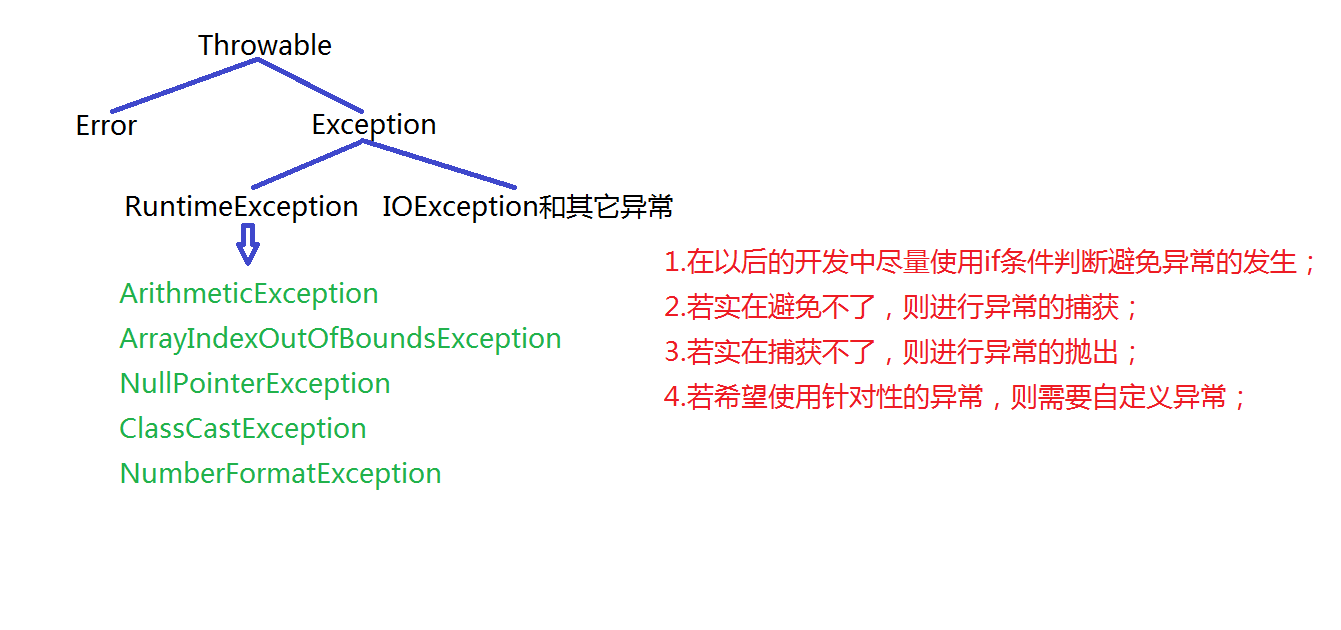 Throwable
Error
Exception
RuntimeException
IOException和其它异常
ArithmeticException
ArrayIndexOutOfBoundsException
NullPointerException
ClassCastException
NumberFormatException
1.在以后的开发中尽量使用if条件判断避免异常的发生；
2.若实在避免不了，则进行异常的捕获；
3.若实在捕获不了，则进行异常的抛出；
4.若希望使用针对性的异常，则需要自定义异常；